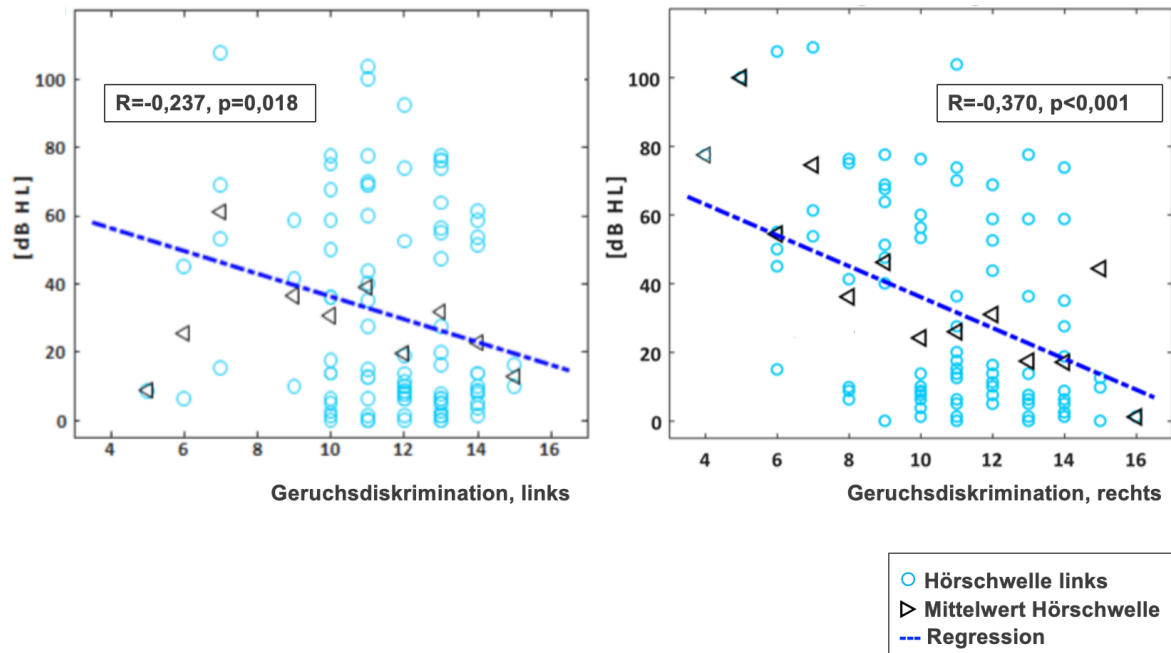 R=-0,237, p=0,018
[dB HL]
100
80
60
40
20
0
4 6 8 10 12 14 16
Geruchsdiskrimination, links
R=-0,370, p<0,001
[dB HL]
100
80
60
40
20
0
4 6 8 10 12 14 16
Geruchsdiskrimination, rechts
Hörschwelle links
Mittelwert Hörschwelle
Regression